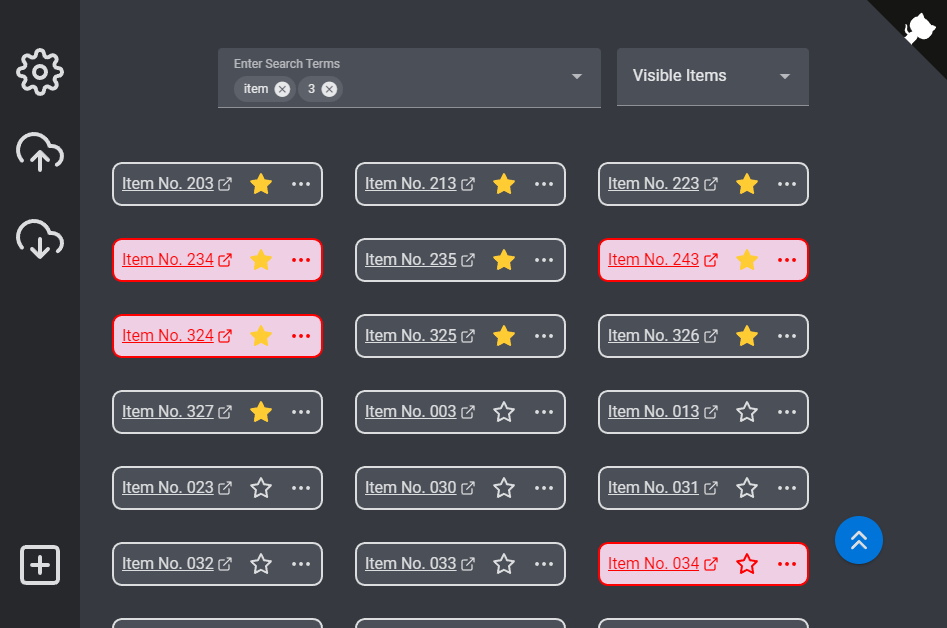 Enter Search Terms
item 3
Visible Items
Item No. 203 Item No. 213 Item No. 223
Item No. 234 Item No. 235 Item No. 243
Item No. 324 Item No. 325 Item No. 326
Item No. 327 Item No. 003 Item No. 013
Item No. 023 Item No. 030 Item No. 031
Item No. 032 Item No. 033 Item No. 034